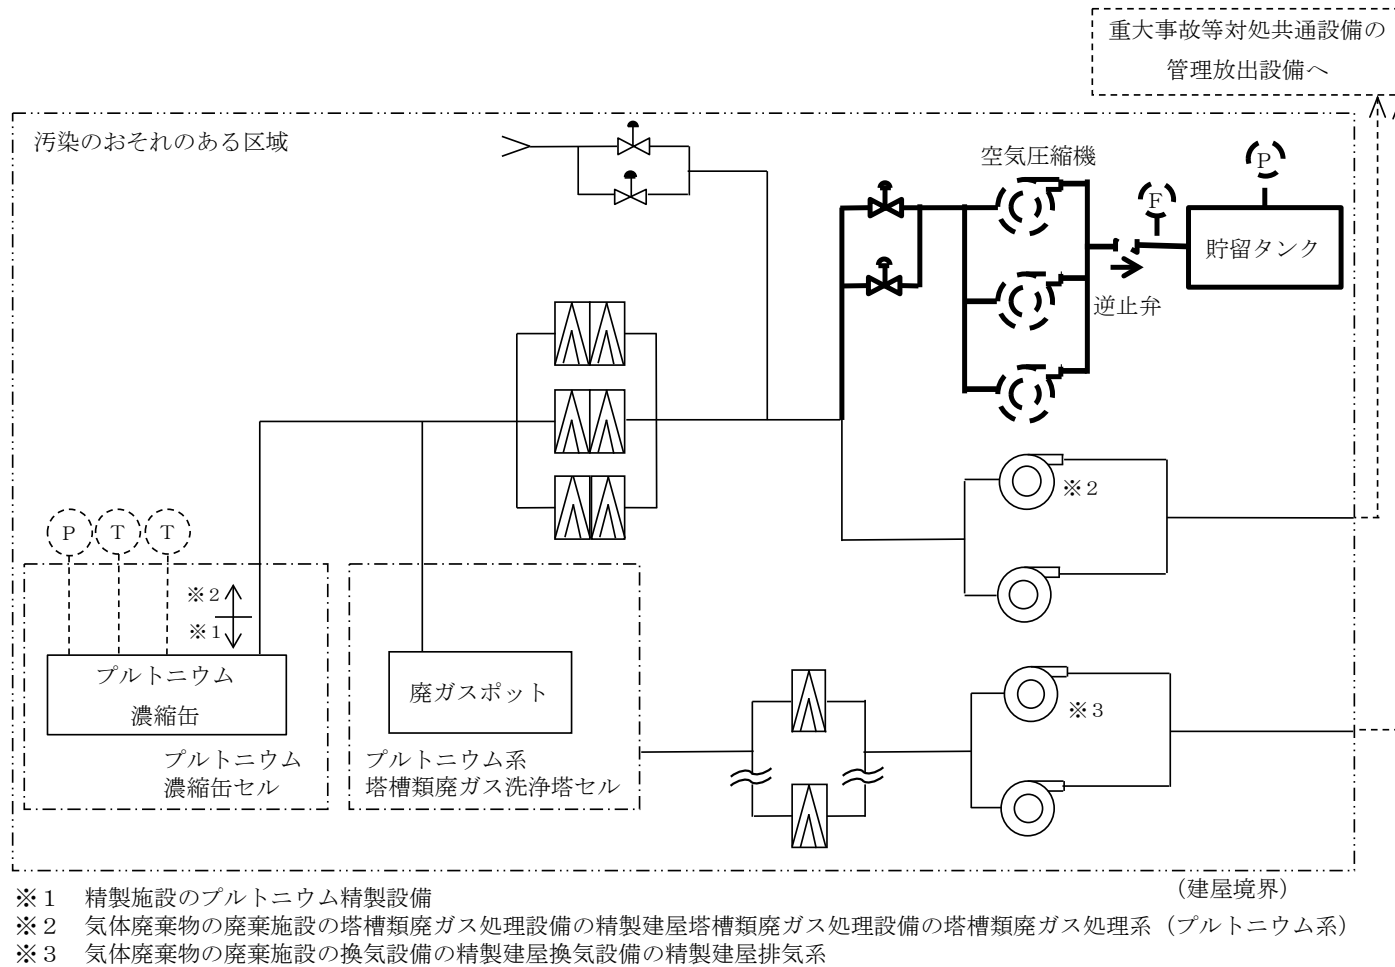 重大事故等対処共通設備の
管理放出設備へ
汚染のおそれのある区域
空気圧縮機
P
F
貯留タンク
逆止弁
※2
P
T
T
※2
※1
プルトニウム
濃縮缶
プルトニウム
濃縮缶セル
廃ガスポット
プルトニウム系
塔槽類廃ガス洗浄塔セル
※3
（建屋境界）
※1　精製施設のプルトニウム精製設備
※2　気体廃棄物の廃棄施設の塔槽類廃ガス処理設備の精製建屋塔槽類廃ガス処理設備の塔槽類廃ガス処理系（プルトニウム系）
※3　気体廃棄物の廃棄施設の換気設備の精製建屋換気設備の精製建屋排気系